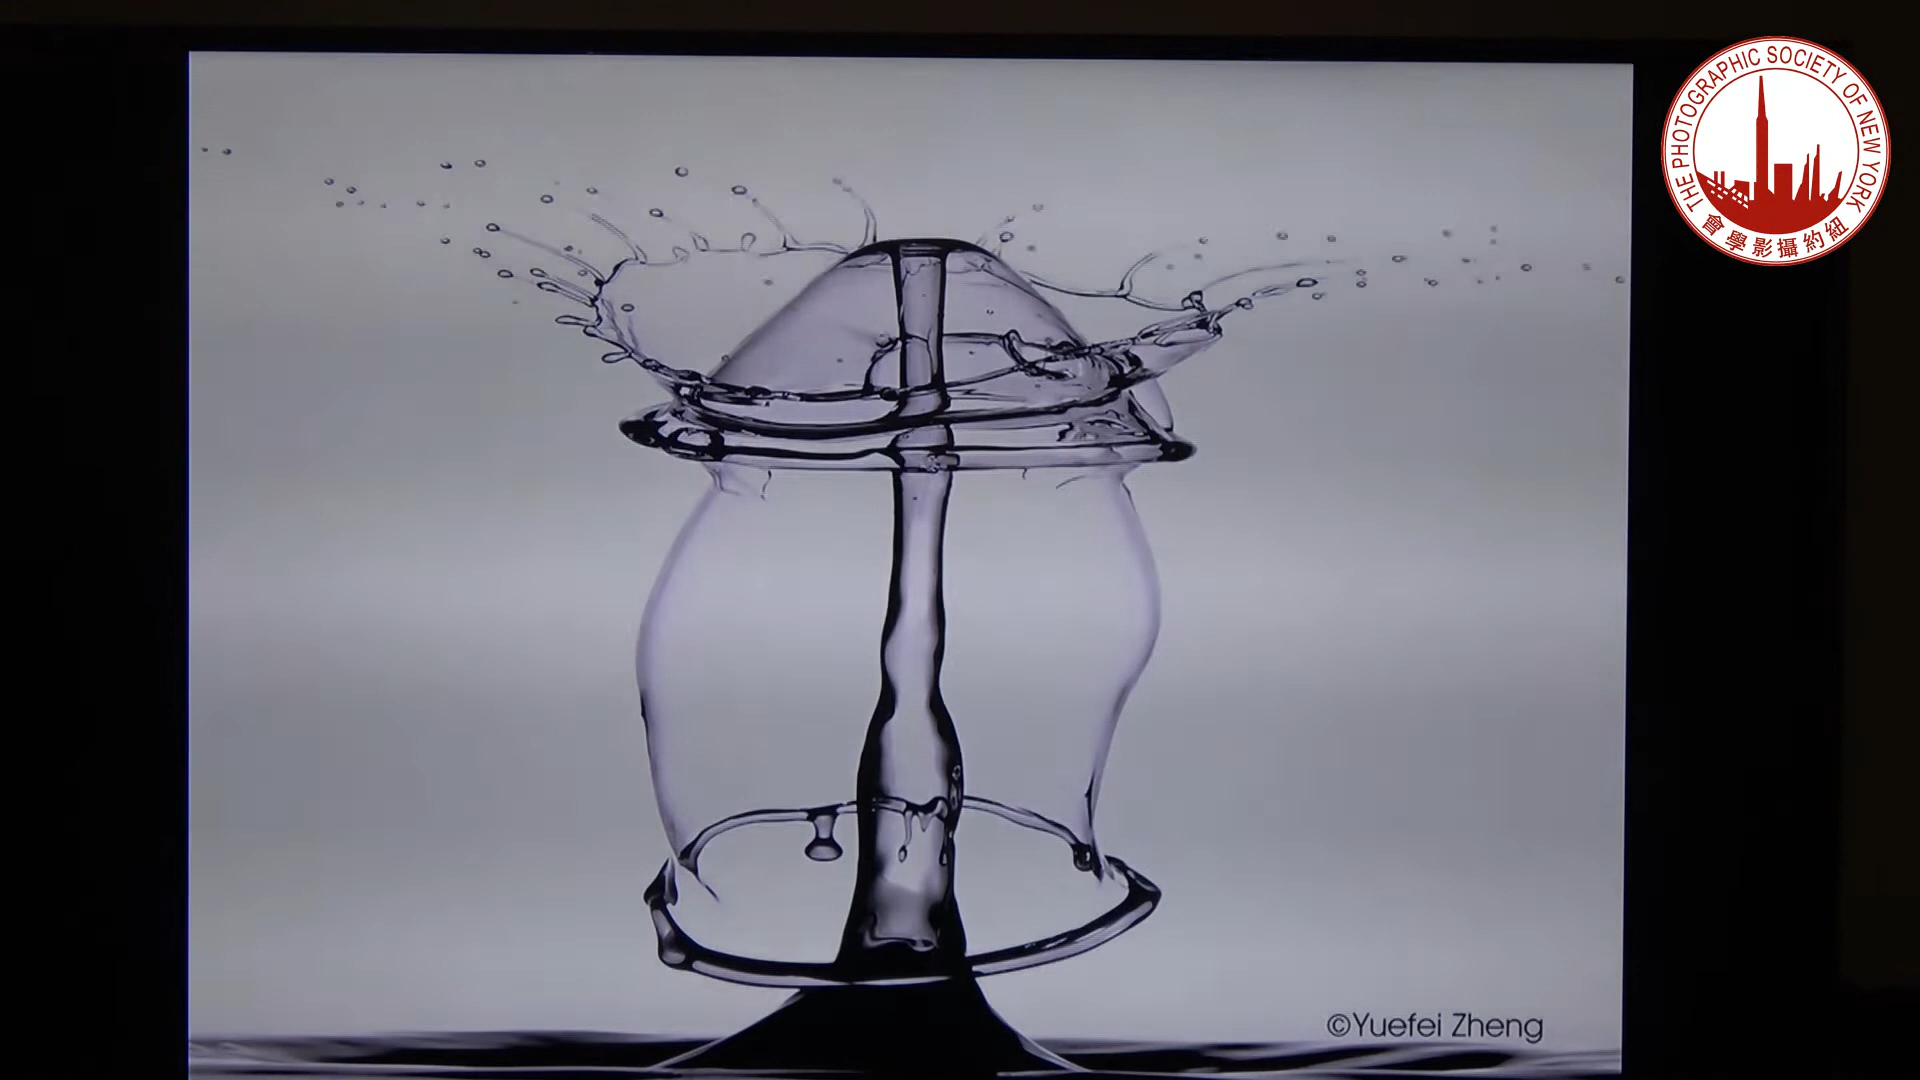 THE PHOTOGRAPHIC SOCIETY OF NEW YORK
會學影攝約紐
©Yuefei Zheng